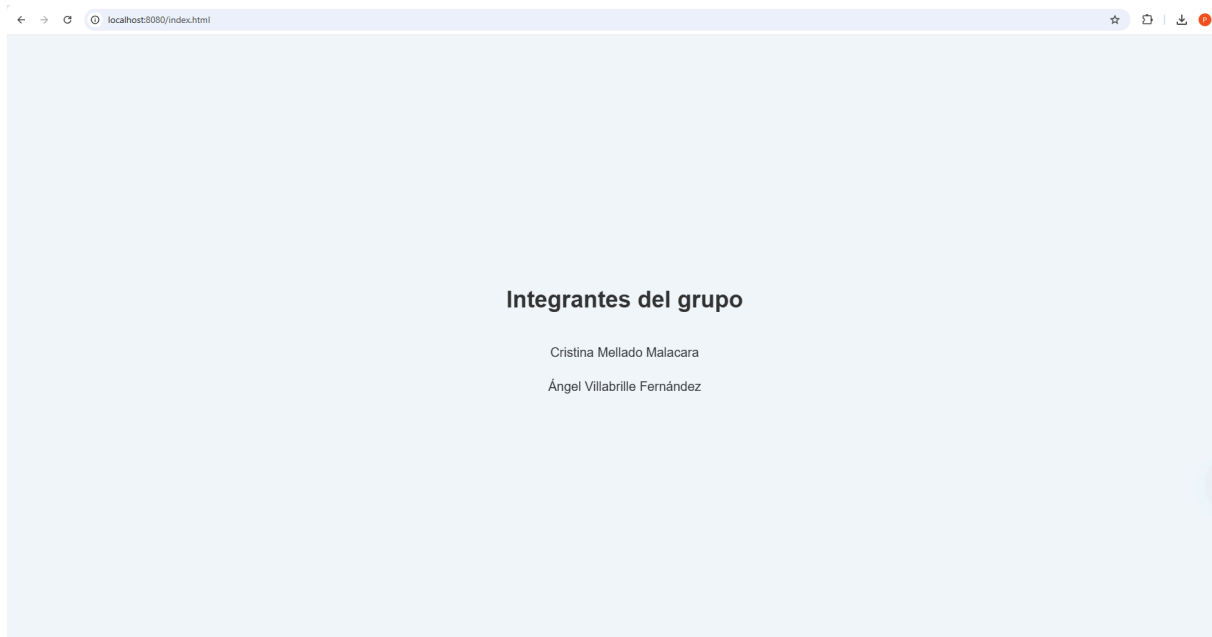 localhost:8080/index.html
P
Integrantes del grupo
Cristina Mellado Malacara
Ángel Villabrille Fernández